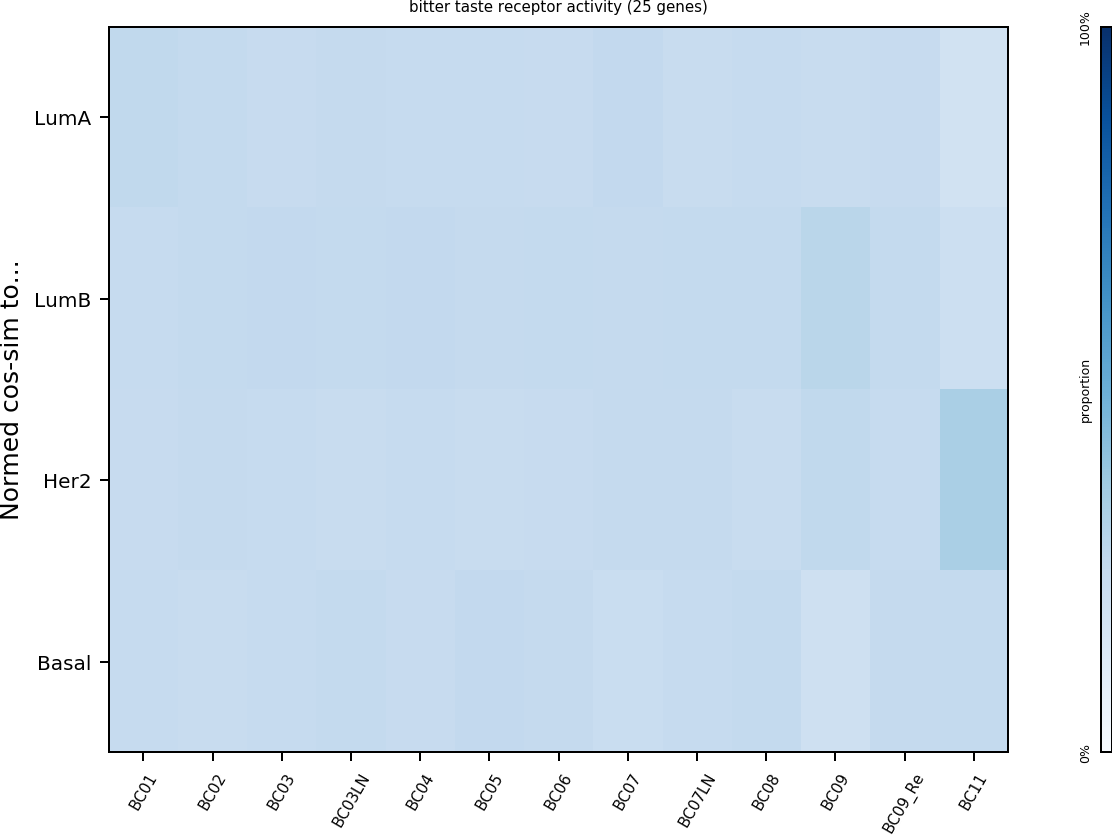 bitter taste receptor activity (25 genes)
100%
LumA
LumB
Her2
Basal
Normed cos-sim to...
proportion
0%
BC01
BC02
BC03
BC03LN
BC04
BC05
BC06
BC07
BC07LN
BC08
BC09
BC09_Re
BC11